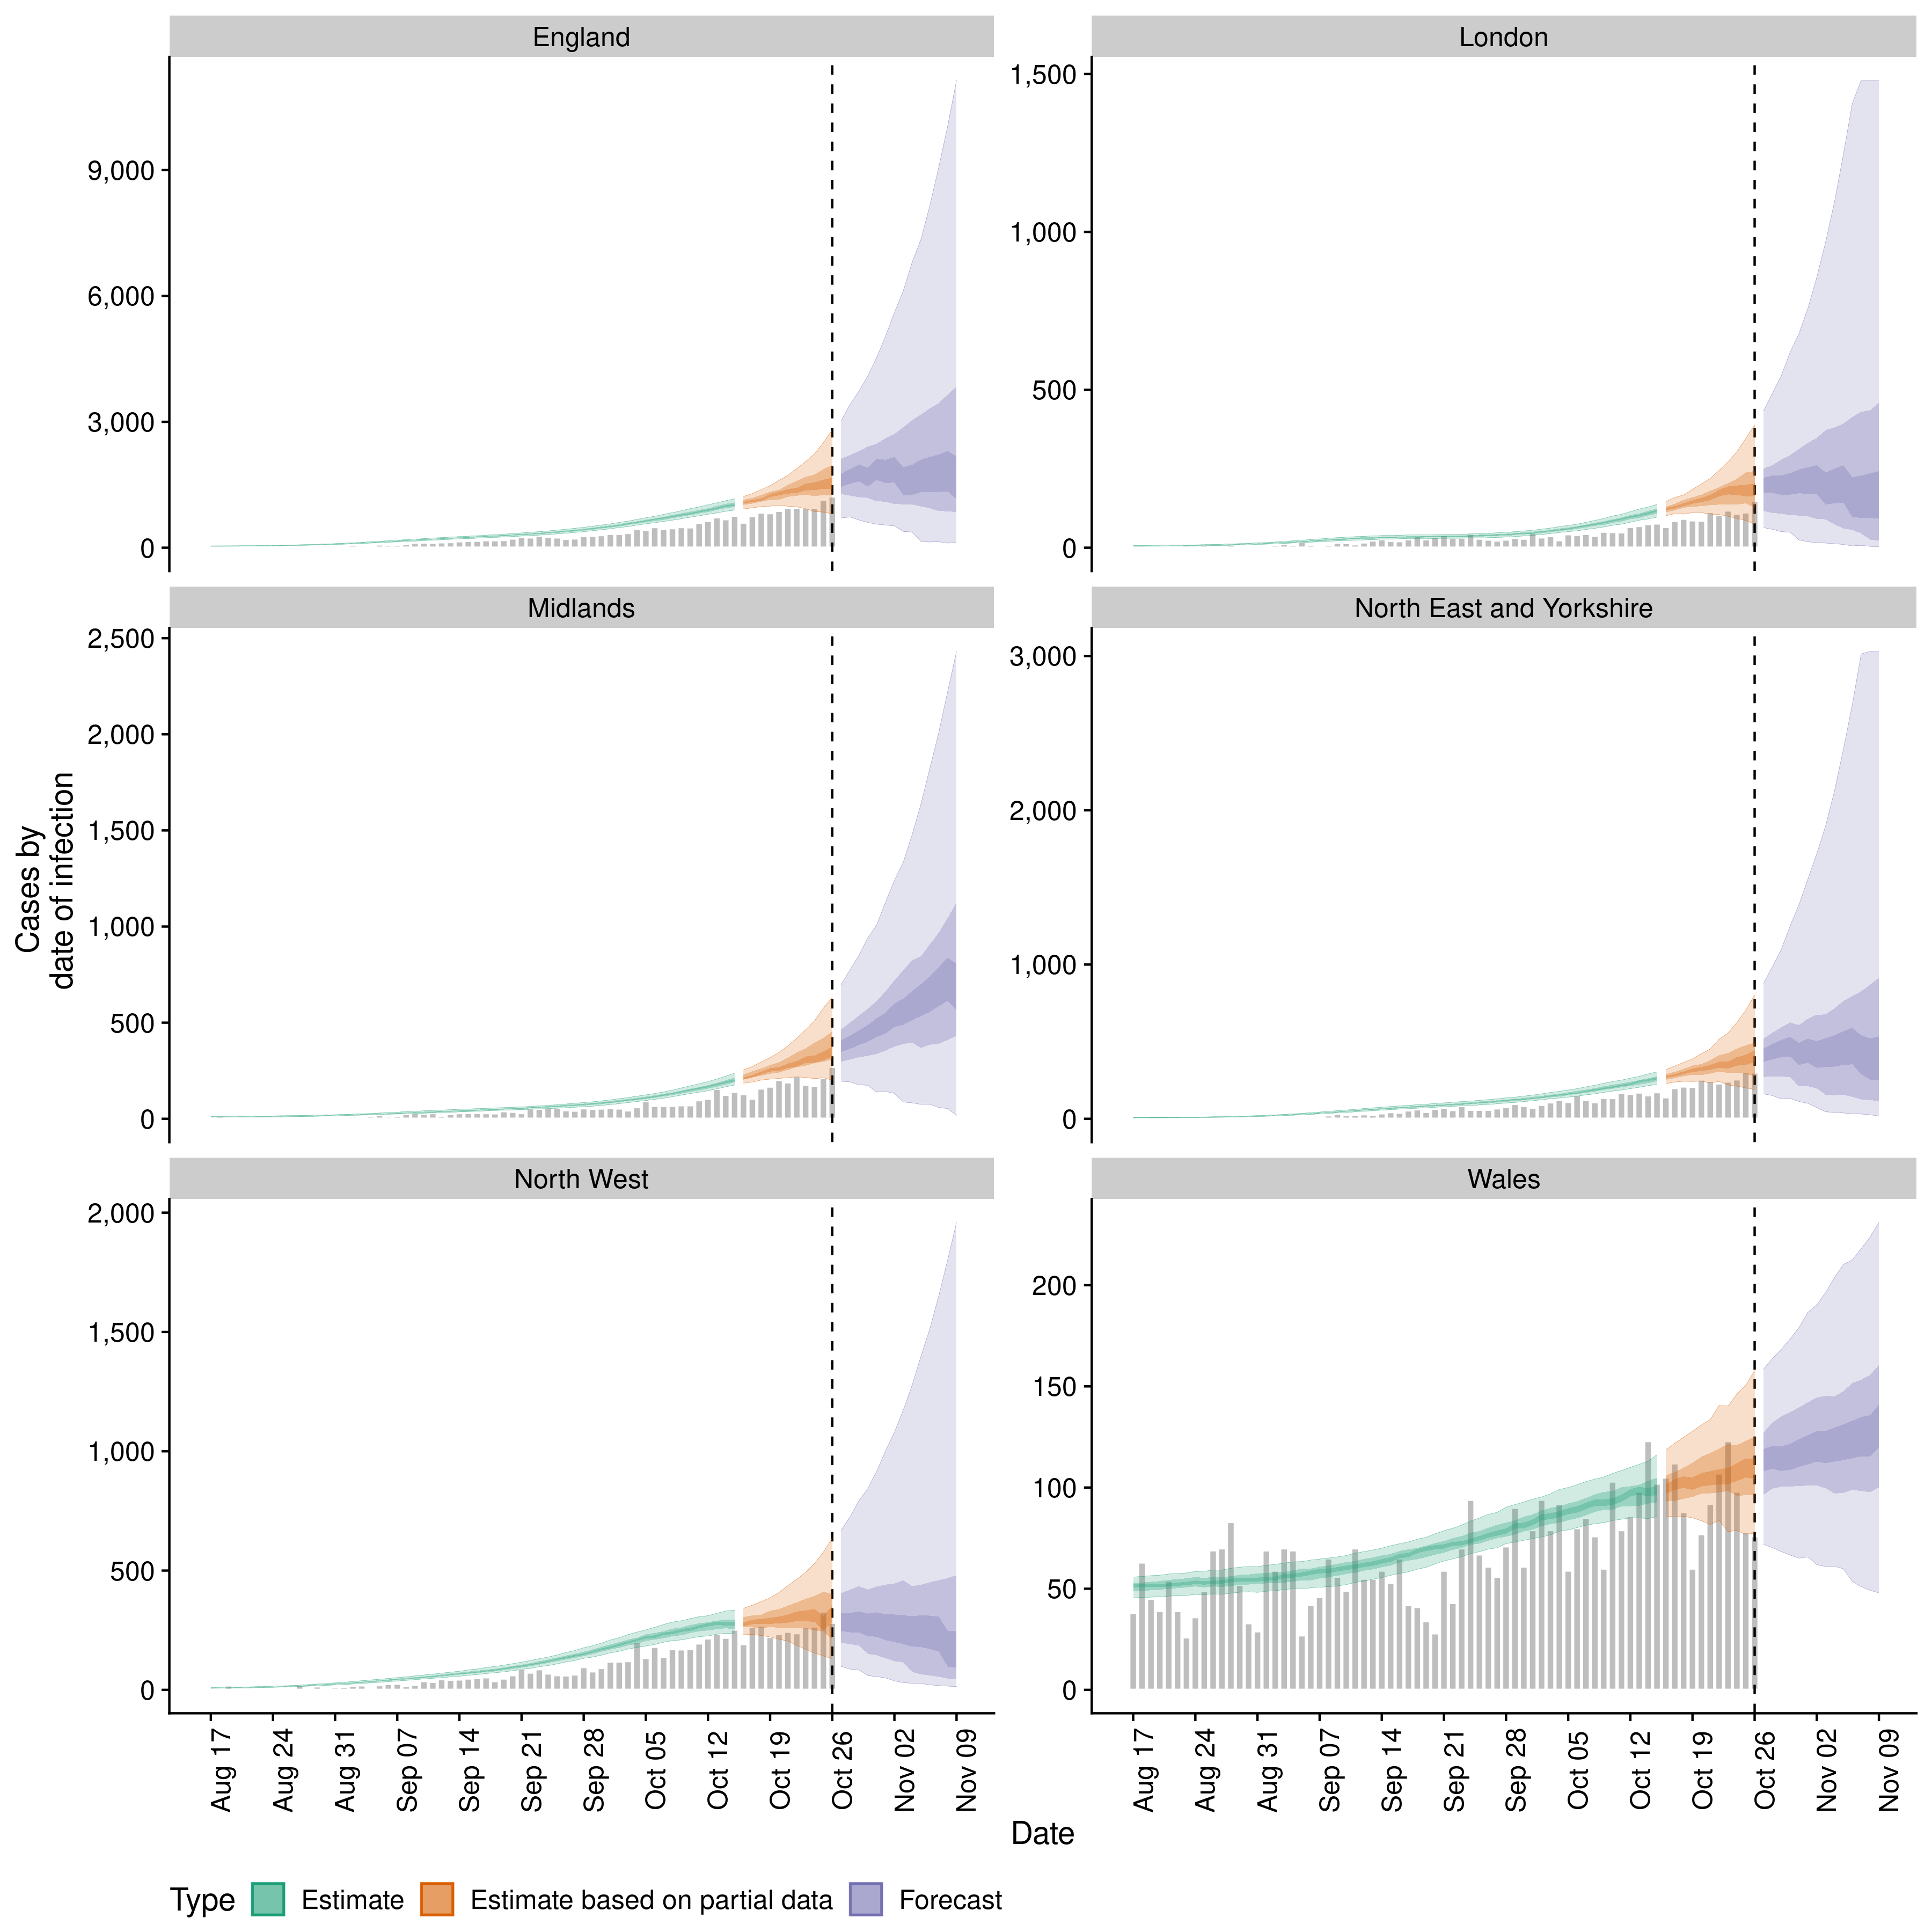 England
London
9,000
6,000
3,000
0
1,500
1,000
500
0
Midlands
North East and Yorkshire
2,500
2,000
1,500
1,000
500
0
3,000
2,000
1,000
0
Cases by
date of infection
North West
Wales
2,000
1,500
1,000
500
0
200
150
100
50
0
Aug 17
Aug 24
Aug 31
Sep 07
Sep 14
Sep 21
Sep 28
Oct 05
Oct 12
Oct 19
Oct 26
Nov 02
Nov 09
Aug 17
Aug 24
Aug 31
Sep 07
Sep 14
Sep 21
Sep 28
Oct 05
Oct 12
Oct 19
Oct 26
Nov 02
Nov 09
Date
Type Estimate Estimate based on partial data Forecast